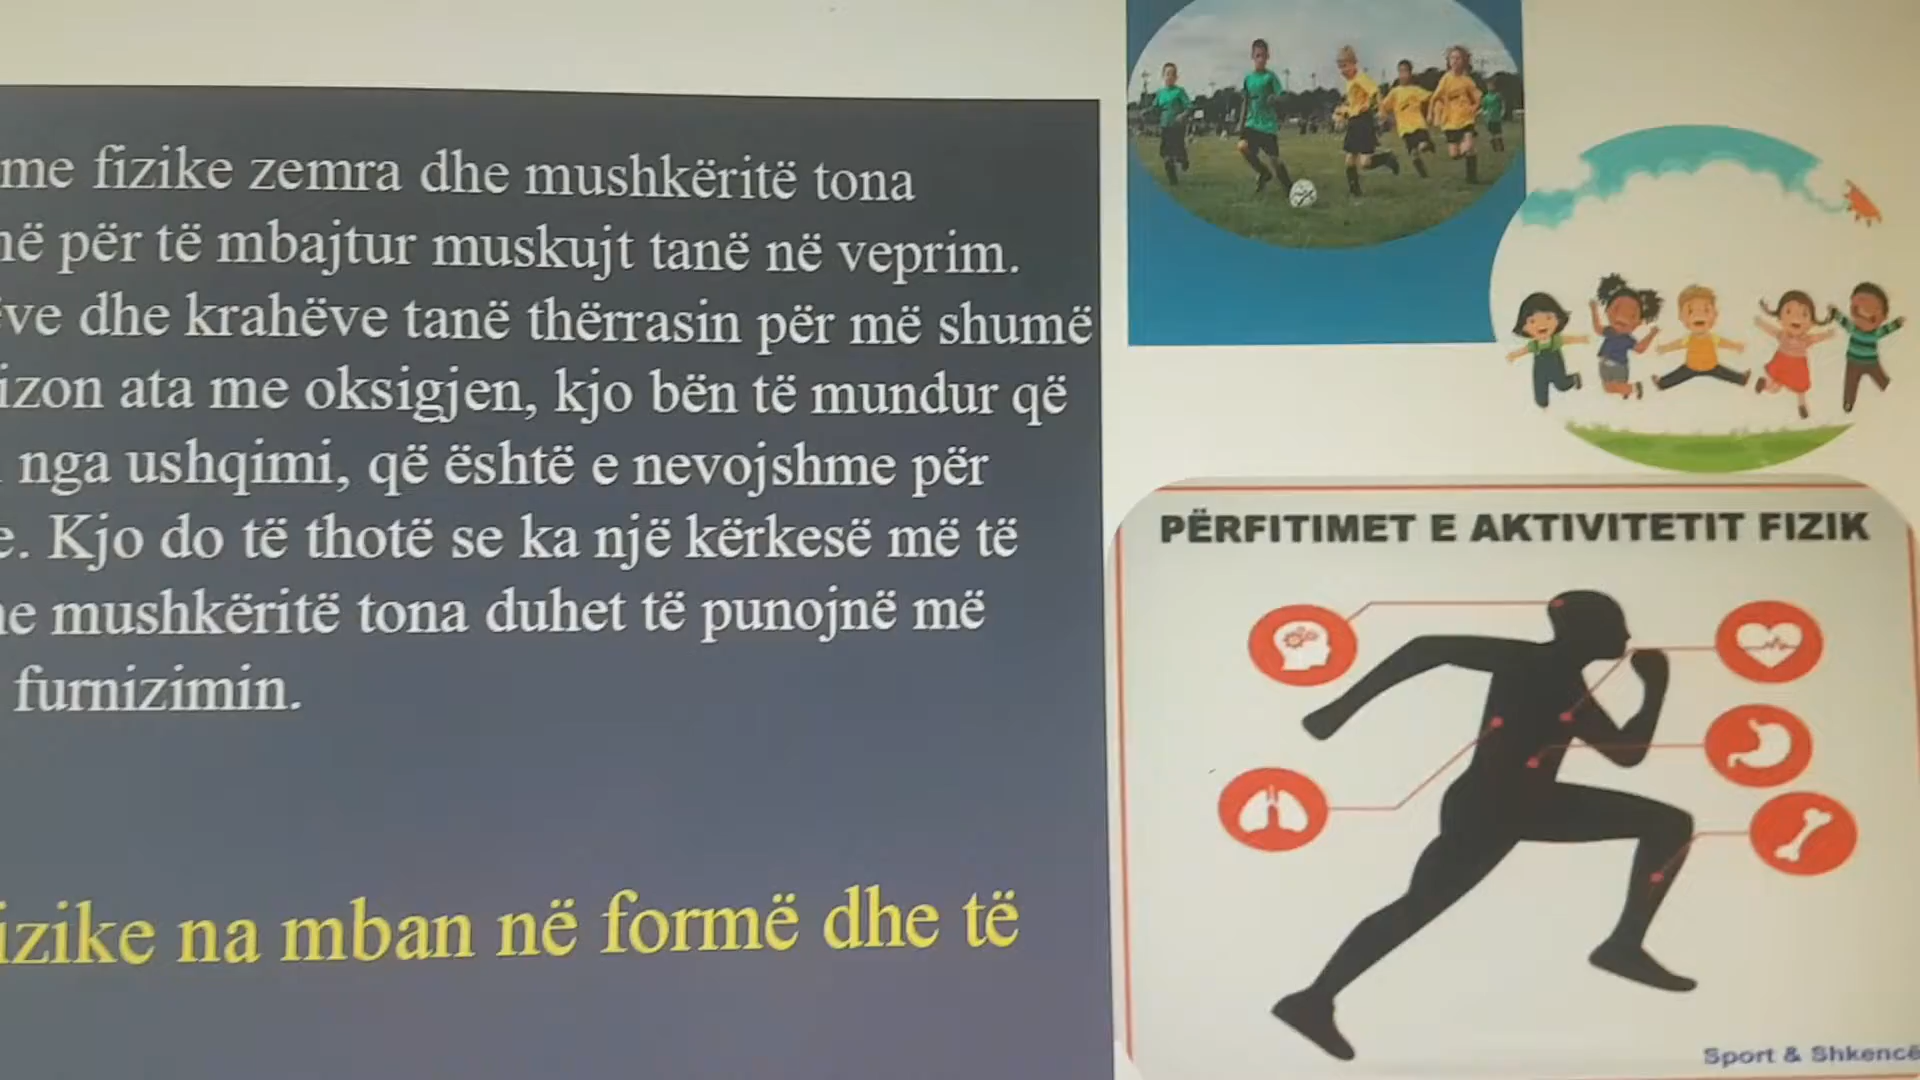 me fizike zemra dhe mushkëritë tona
në për të mbajtur muskujt tanë në veprim.
ve dhe krahëve tanë thërrasin për më shumë
izon ata me oksigjen, kjo bën të mundur që
nga ushqimi, që është e nevojshme për
e. Kjo do të thotë se ka një kërkesë më të
he mushkëritë tona duhet të punojnë më
furnizimin.
izike na mban në formë dhe të
PËRFITIMET E AKTIVITETIT FIZIK
Sport & Shkencë